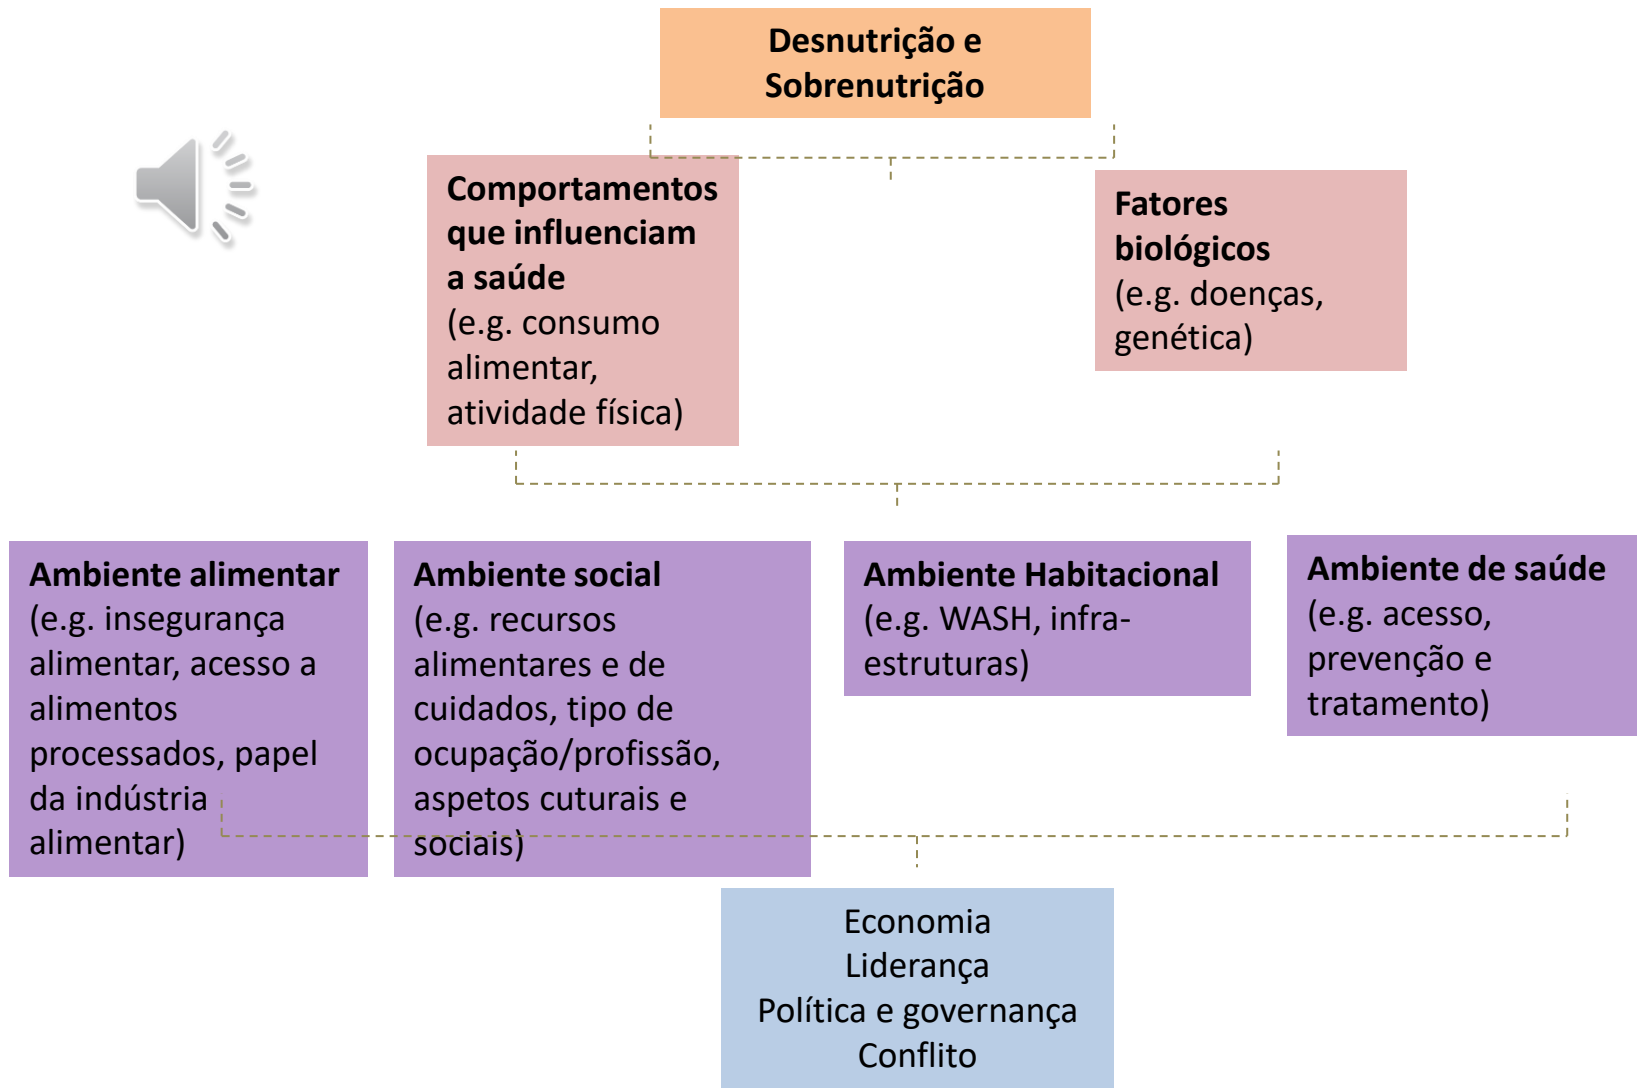 Desnutrição e
Sobrenutrição
Comportamentos
que influenciam
a saúde
(e.g. consumo
alimentar,
atividade física)
Fatores
biológicos
(e.g. doenças,
genética)
Ambiente alimentar
(e.g. insegurança
alimentar, acesso a
alimentos
processados, papel
da indústria
alimentar)
Ambiente social
(e.g. recursos
alimentares e de
cuidados, tipo de
ocupação/profissão,
aspetos cuturais e
sociais)
Ambiente Habitacional
(e.g. WASH, infra-
estruturas)
Ambiente de saúde
(e.g. acesso,
prevenção e
tratamento)
Economia
Liderança
Política e governança
Conflito